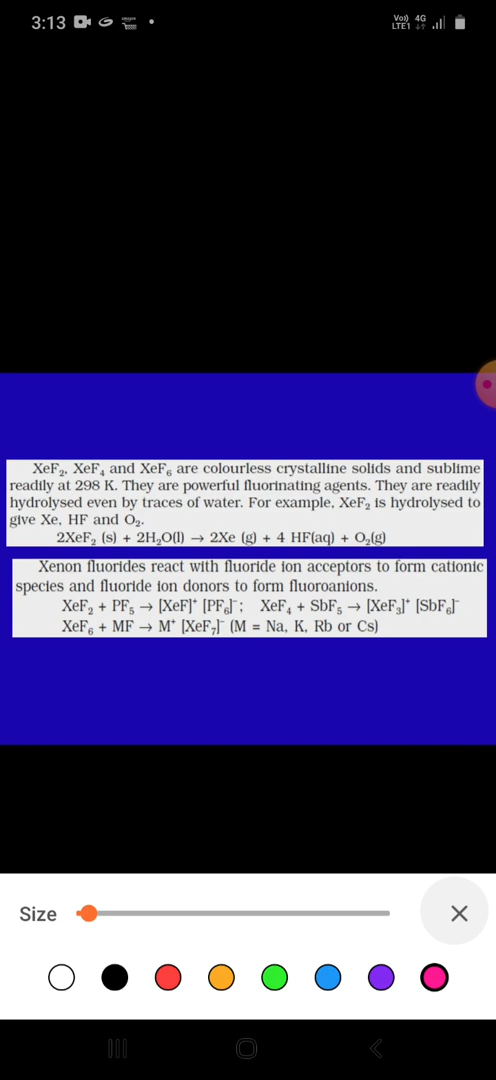 3:13
Vo)) 4G
LTE1 ↓↑
XeF₂, XeF₄ and XeF₆ are colourless crystalline solids and sublime
readily at 298 K. They are powerful fluorinating agents. They are readily
hydrolysed even by traces of water. For example, XeF₂ is hydrolysed to
give Xe, HF and O₂.
2XeF₂ (s) + 2H₂O(l) → 2Xe (g) + 4 HF(aq) + O₂(g)
Xenon fluorides react with fluoride ion acceptors to form cationic
species and fluoride ion donors to form fluoroanions.
XeF₂ + PF₅ → [XeF]⁺ [PF₆]⁻ ; XeF₄ + SbF₅ → [XeF₃]⁺ [SbF₆]⁻
XeF₆ + MF → M⁺ [XeF₇]⁻ (M = Na, K, Rb or Cs)
Size